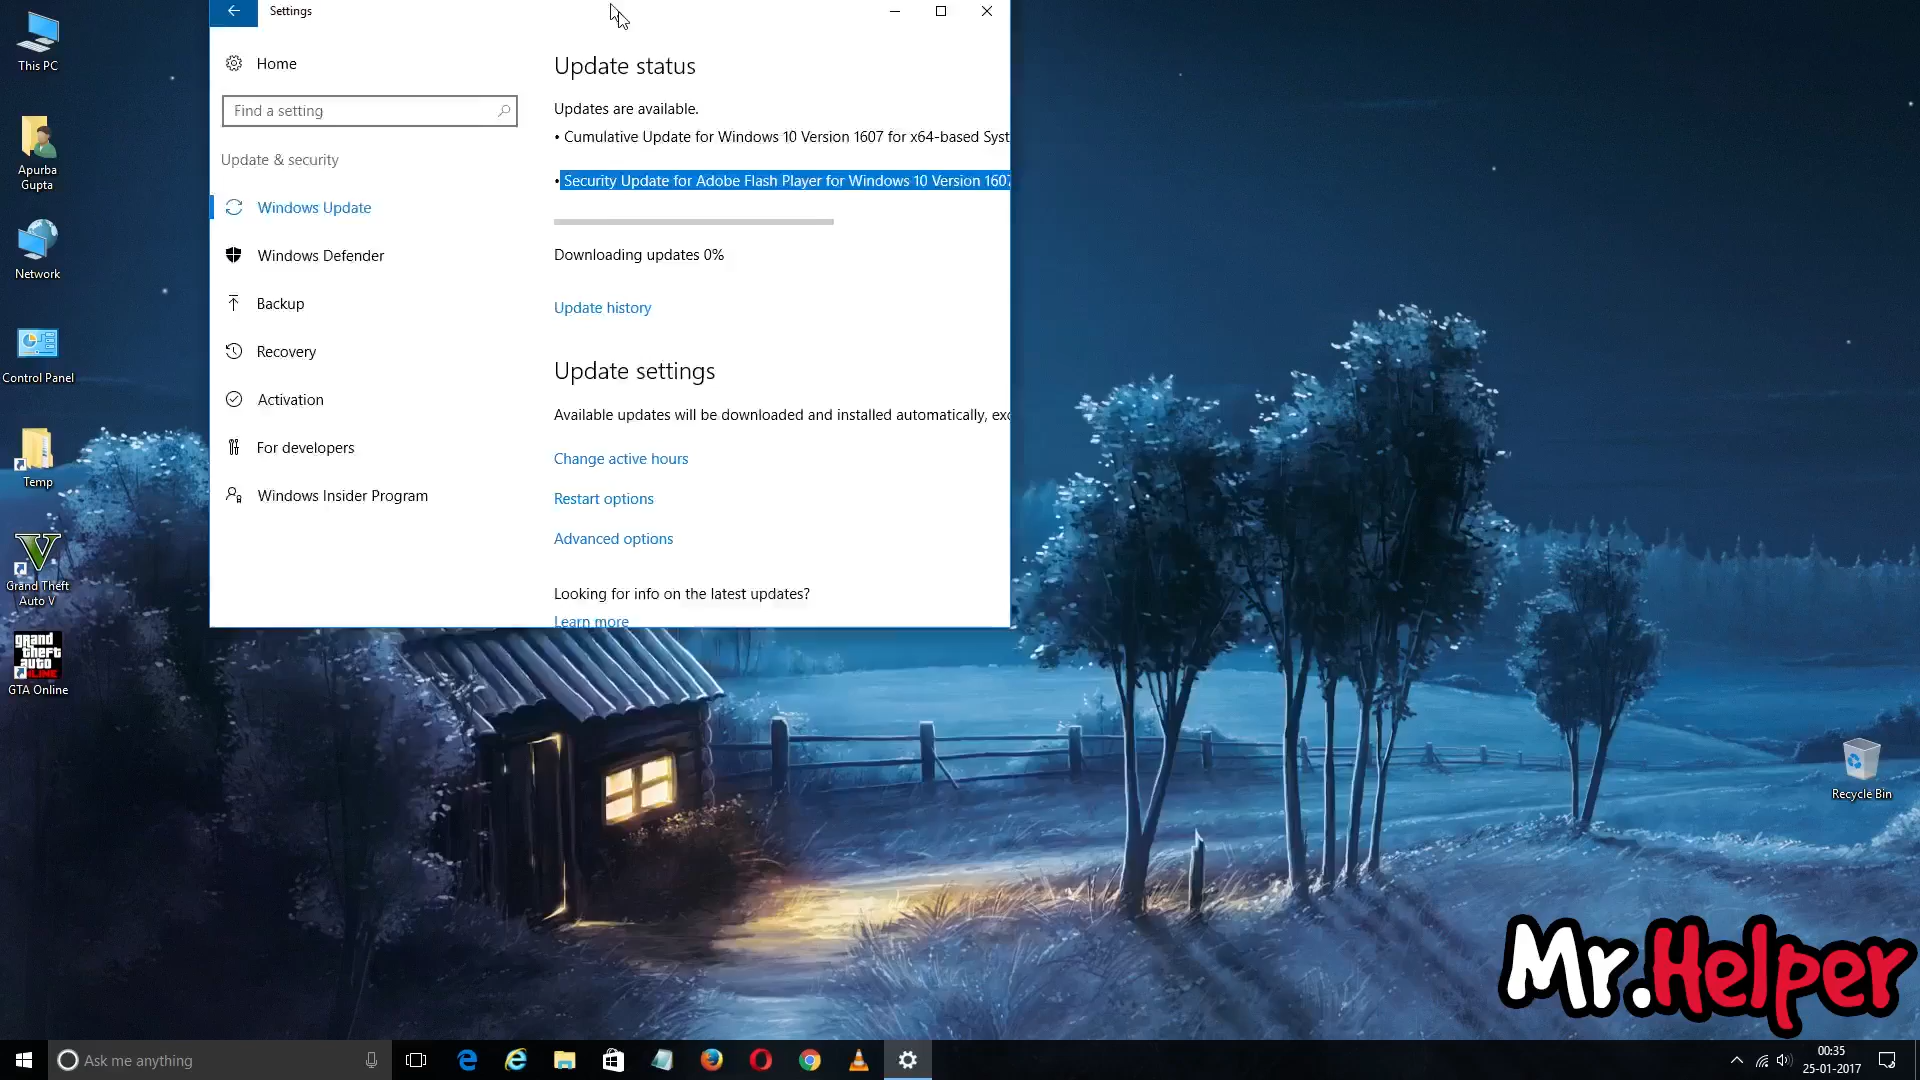 Settings
This PC
Apurba
Gupta
Network
Control Panel
Temp
Grand Theft
Auto V
grand
theft
auto
ONLINE
GTA Online
Home
Find a setting
Update & security
Windows Update
Windows Defender
Backup
Recovery
Activation
For developers
Windows Insider Program
Update status
Updates are available.
• Cumulative Update for Windows 10 Version 1607 for x64-based Syst
• Security Update for Adobe Flash Player for Windows 10 Version 1607
Downloading updates 0%
Update history
Update settings
Available updates will be downloaded and installed automatically, exc
Change active hours
Restart options
Advanced options
Looking for info on the latest updates?
Learn more
Recycle Bin
Mr.Helper
Ask me anything
00:35
25-01-2017